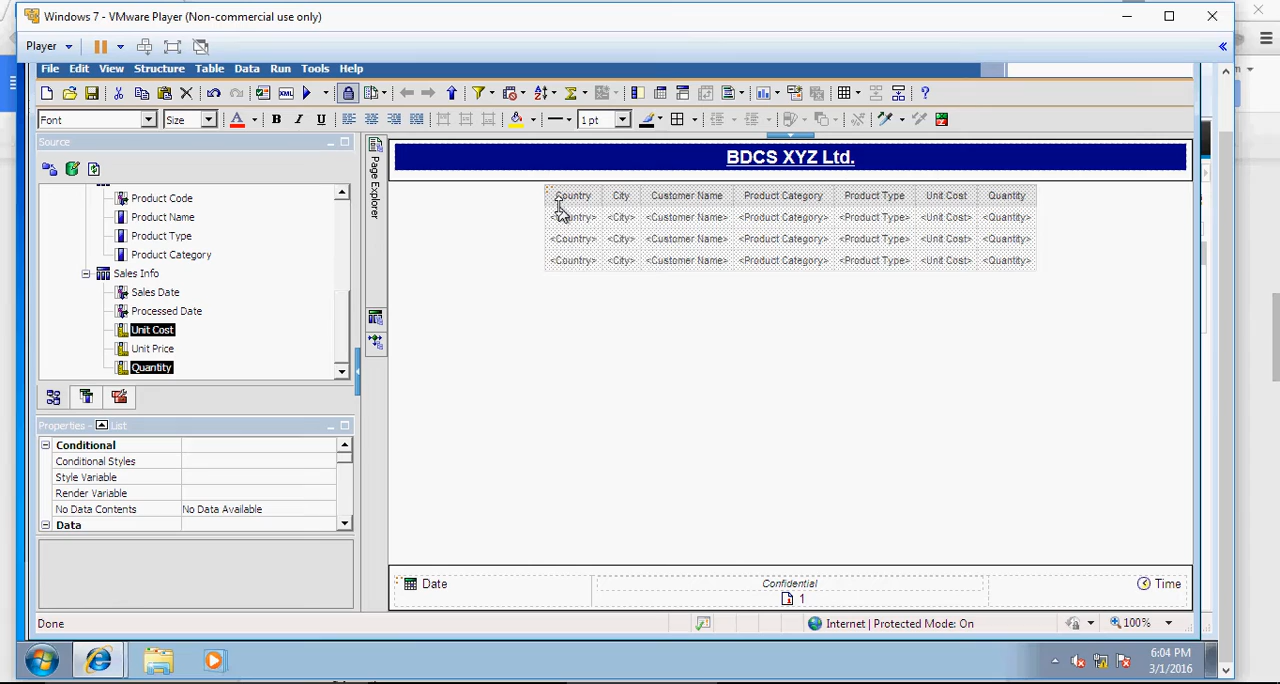 Windows 7 - VMware Player (Non-commercial use only)
Player
File Edit View Structure Table Data Run Tools Help
Font Size B I U 1 pt
Source
Product Code
Product Name
Product Type
Product Category
Sales Info
Sales Date
Processed Date
Unit Cost
Unit Price
Quantity
Properties - List
Conditional
Conditional Styles
Style Variable
Render Variable
No Data Contents No Data Available
Data
Page Explorer
BDCS XYZ Ltd.
Country City Customer Name Product Category Product Type Unit Cost Quantity
<Country> <City> <Customer Name> <Product Category> <Product Type> <Unit Cost> <Quantity>
<Country> <City> <Customer Name> <Product Category> <Product Type> <Unit Cost> <Quantity>
<Country> <City> <Customer Name> <Product Category> <Product Type> <Unit Cost> <Quantity>
Date Confidential Time
1
Done Internet | Protected Mode: On 100%
6:04 PM
3/1/2016